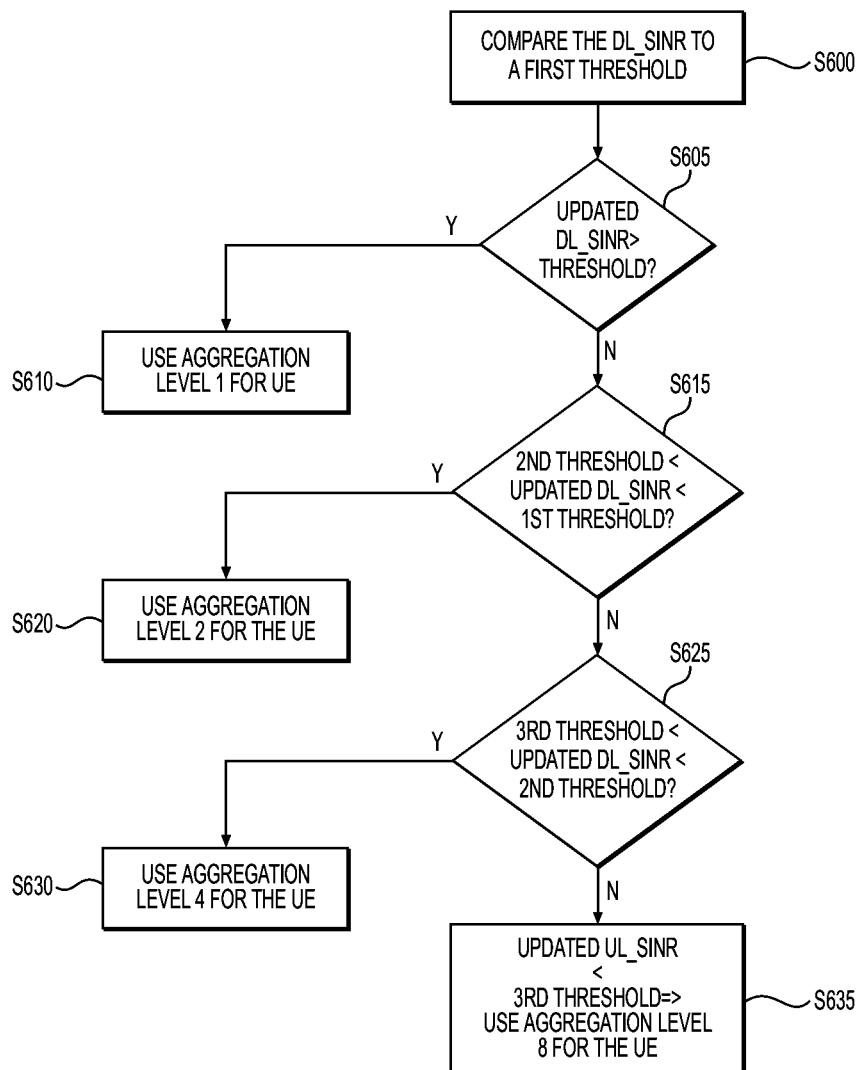 COMPARE THE DL_SINR TO
A FIRST THRESHOLD
S600
S605
UPDATED
DL_SINR>
THRESHOLD?
Y
N
USE AGGREGATION
LEVEL 1 FOR UE
S610
S615
2ND THRESHOLD <
UPDATED DL_SINR <
1ST THRESHOLD?
Y
N
USE AGGREGATION
LEVEL 2 FOR THE UE
S620
S625
3RD THRESHOLD <
UPDATED DL_SINR <
2ND THRESHOLD?
Y
N
USE AGGREGATION
LEVEL 4 FOR THE UE
S630
UPDATED UL_SINR
<
3RD THRESHOLD=>
USE AGGREGATION LEVEL
8 FOR THE UE
S635